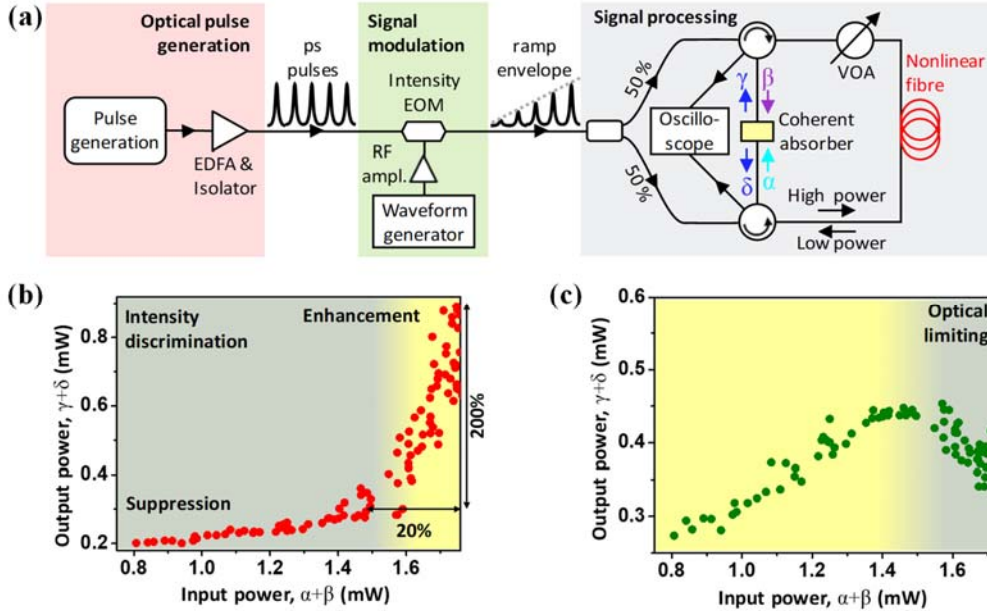 (a)
Optical pulse
generation
Pulse
generation
EDFA &
Isolator
ps
pulses
Signal
modulation
Intensity
EOM
RF
ampl.
Waveform
generator
ramp
envelope
Signal processing
50%
50%
Oscillo-
scope
γ
β
δ
α
Coherent
absorber
VOA
Nonlinear
fibre
High power
Low power
(b)
Intensity
discrimination
Enhancement
Suppression
200%
20%
Output power, γ+δ (mW)
0.8
0.6
0.4
0.2
0.8 1.0 1.2 1.4 1.6
Input power, α+β (mW)
(c)
Optical
limiting
Output power, γ+δ (mW)
0.6
0.5
0.4
0.3
0.8 1.0 1.2 1.4 1.6
Input power, α+β (mW)